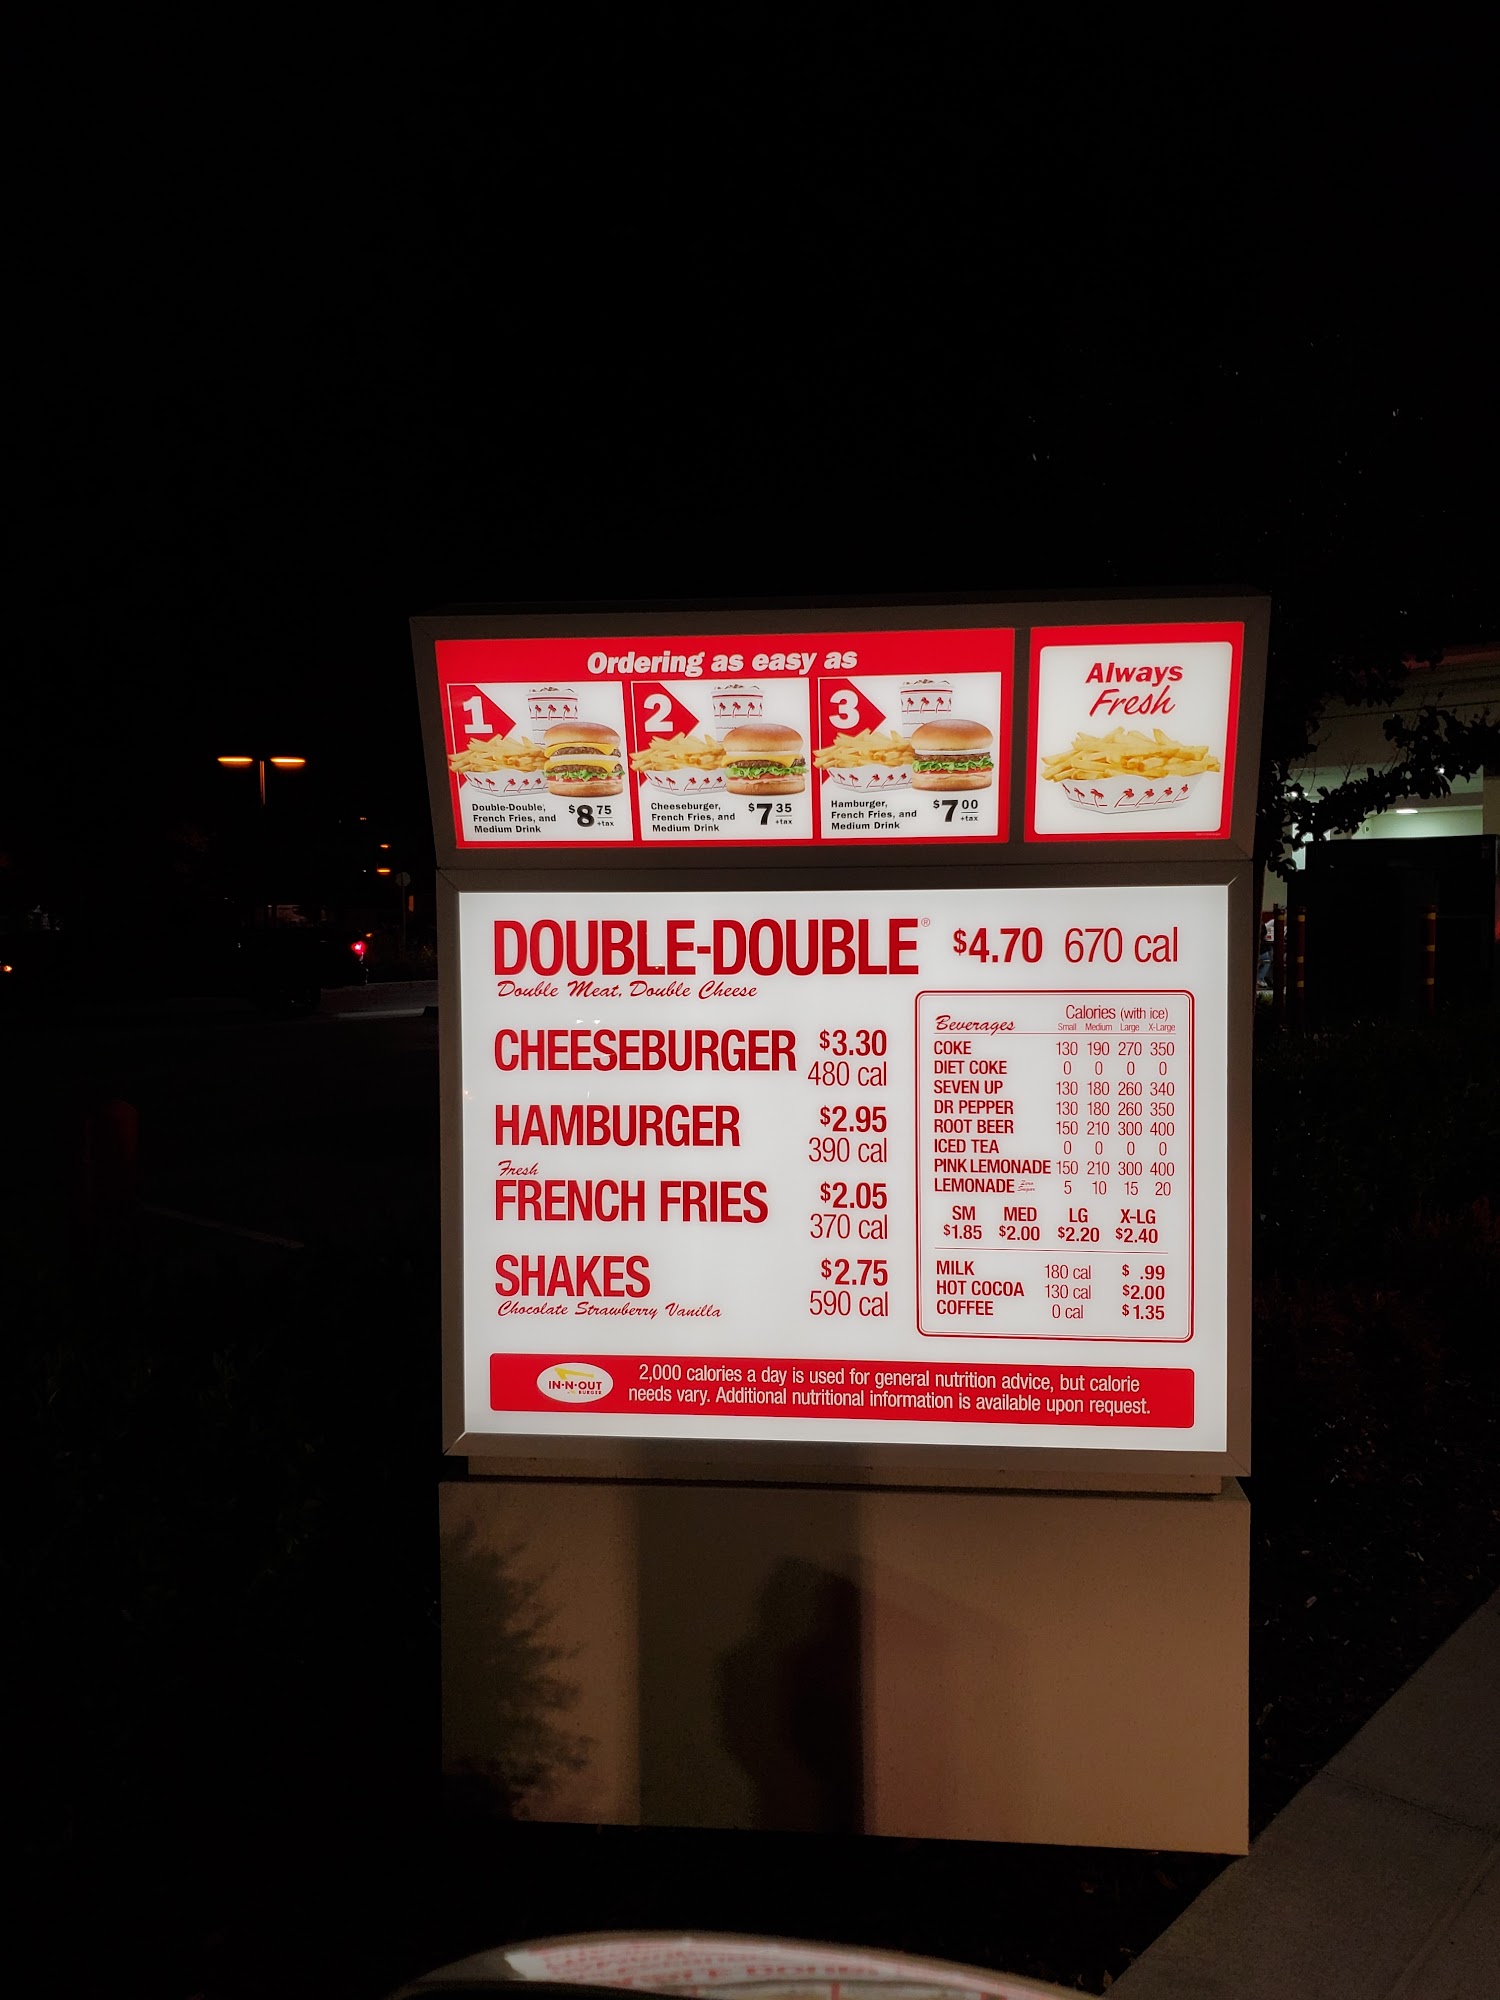 Ordering as easy as
1
Double-Double,
French Fries, and
Medium Drink
$8 75
+tax
2
Cheeseburger,
French Fries, and
Medium Drink
$7 35
+tax
3
Hamburger,
French Fries, and
Medium Drink
$7 00
+tax
Always
Fresh
DOUBLE-DOUBLE® $4.70 670 cal
Double Meat, Double Cheese
CHEESEBURGER $3.30
480 cal
HAMBURGER $2.95
390 cal
Fresh
FRENCH FRIES $2.05
370 cal
SHAKES $2.75
Chocolate Strawberry Vanilla 590 cal
Beverages Calories (with ice)
Small Medium Large X-Large
COKE 130 190 270 350
DIET COKE 0 0 0 0
SEVEN UP 130 180 260 340
DR PEPPER 130 180 260 350
ROOT BEER 150 210 300 400
ICED TEA 0 0 0 0
PINK LEMONADE 150 210 300 400
LEMONADE Zero Sugar 5 10 15 20
SM MED LG X-LG
$1.85 $2.00 $2.20 $2.40
MILK 180 cal $ .99
HOT COCOA 130 cal $2.00
COFFEE 0 cal $1.35
IN-N-OUT
BURGER
2,000 calories a day is used for general nutrition advice, but calorie
needs vary. Additional nutritional information is available upon request.